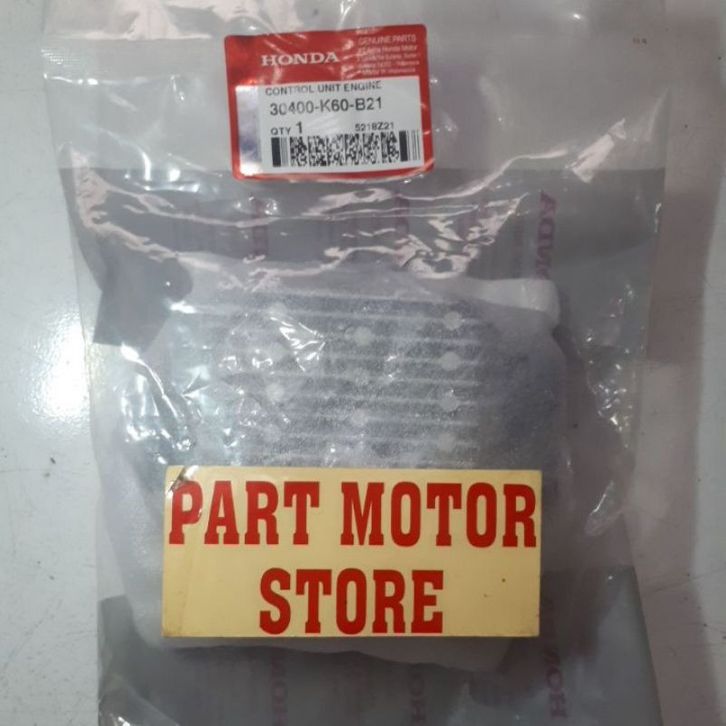 HONDA
GENUINE PARTS
CONTROL UNIT ENGINE
30400-K60-B21
QTY 1
5218Z21
PART MOTOR
STORE